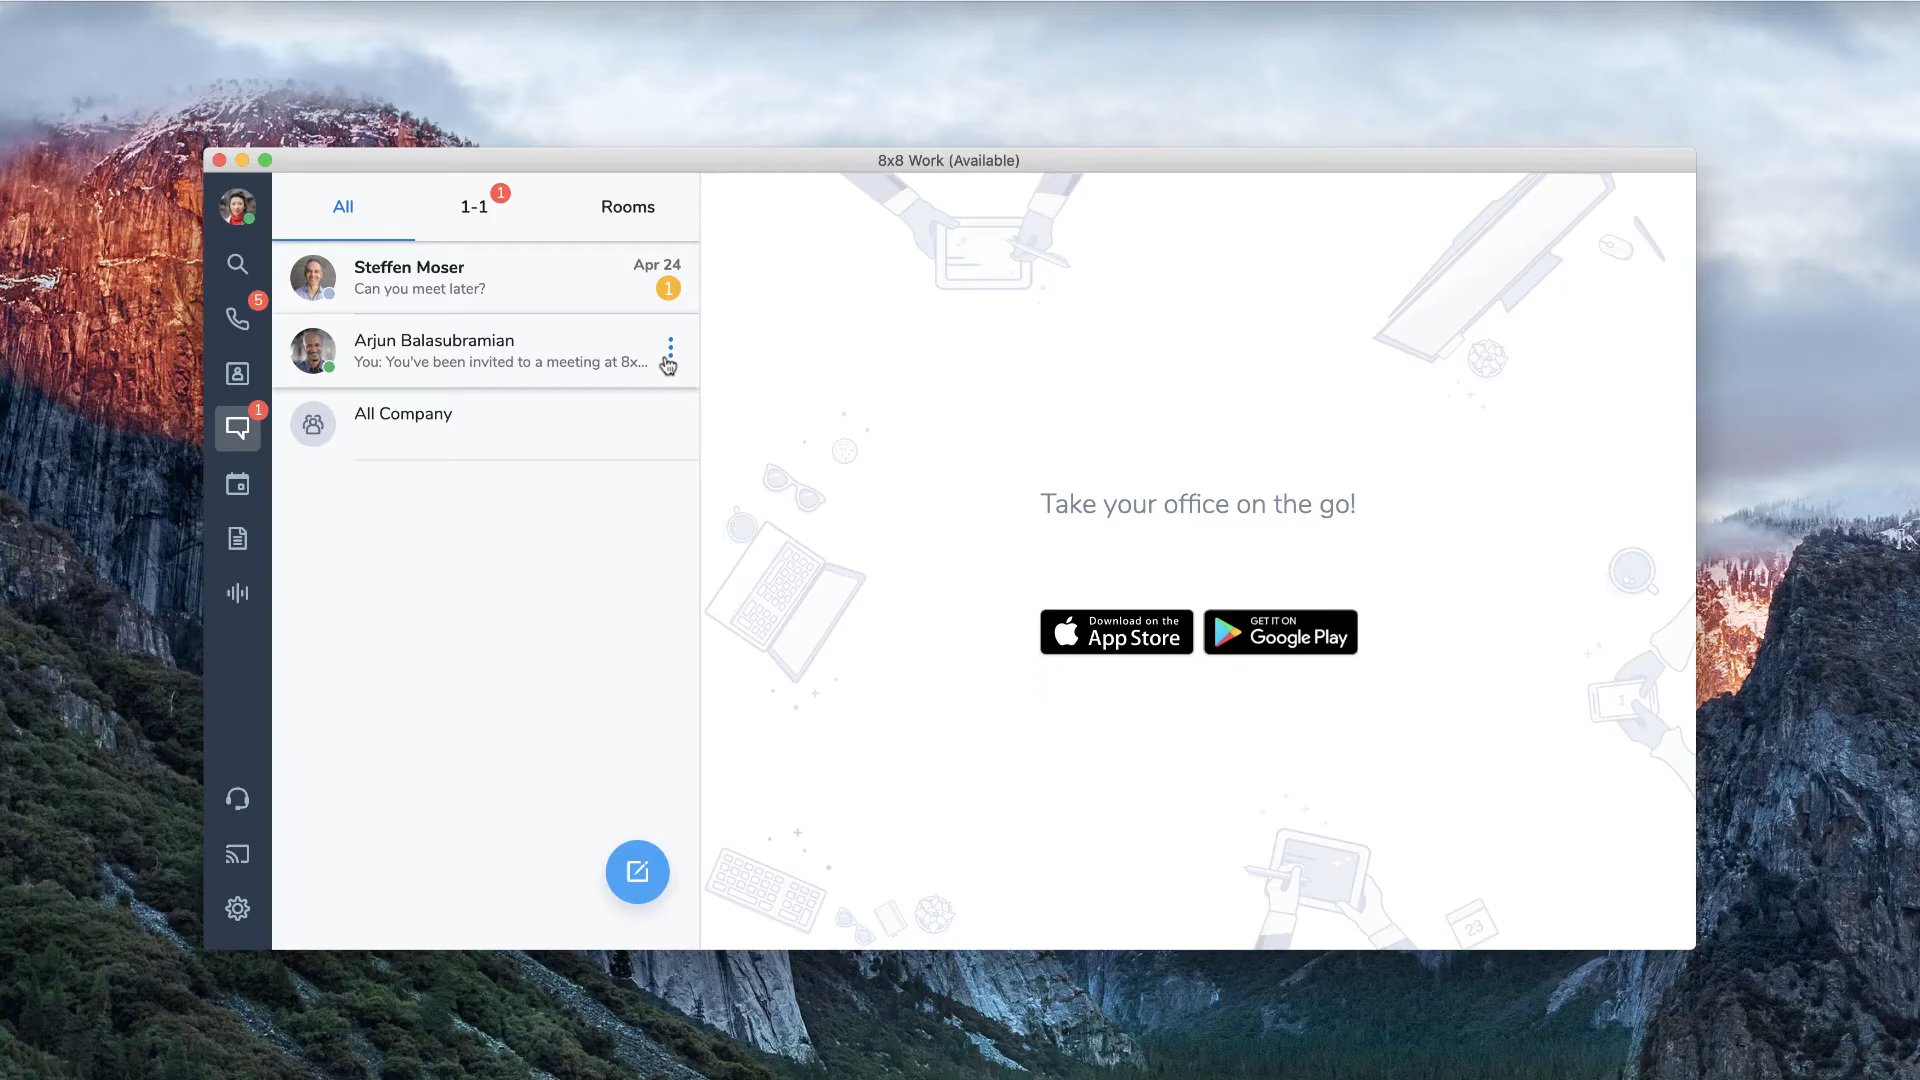 8x8 Work (Available)
All
1-1
1
Rooms
Steffen Moser
Apr 24
Can you meet later?
1
Arjun Balasubramian
You: You've been invited to a meeting at 8x...
All Company
5
1
Take your office on the go!
Download on the
App Store
GET IT ON
Google Play
23